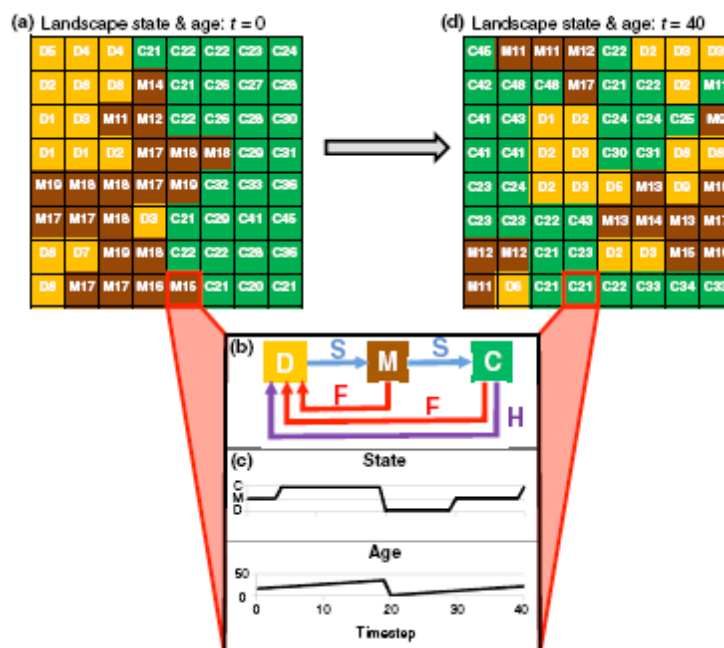 (a) Landscape state & age: t = 0
D5 D4 D4 C21 C22 C22 C23 C24
D2 D8 D8 M14 C21 C26 C27 C28
D1 D3 M11 M12 C22 C26 C28 C30
D1 D1 D2 M17 M18 M18 C29 C31
M19 M18 M18 M17 M19 C32 C33 C36
M17 M17 M18 D3 C21 C29 C41 C45
D8 D7 M19 M18 C22 C22 C28 C36
D8 M17 M17 M16 M15 C21 C20 C21
(d) Landscape state & age: t = 40
C45 M11 M11 M12 C22 D2 D3
C42 C48 C48 M17 C21 C22 D2
C41 C43 D1 D2 C24 C24 C25
C41 C41 D2 D3 C30 C31 D8
C23 C24 D2 D3 D5 M13 D9
C23 C23 C22 C43 M13 M14 M13
M12 M12 C21 C23 D2 D3 M15
M11 D6 C21 C21 C22 C33 C34
(b)
D S M S C
F F H
(c) State
C
M
D
Age
50
0
0 10 20 30 40
Timestep